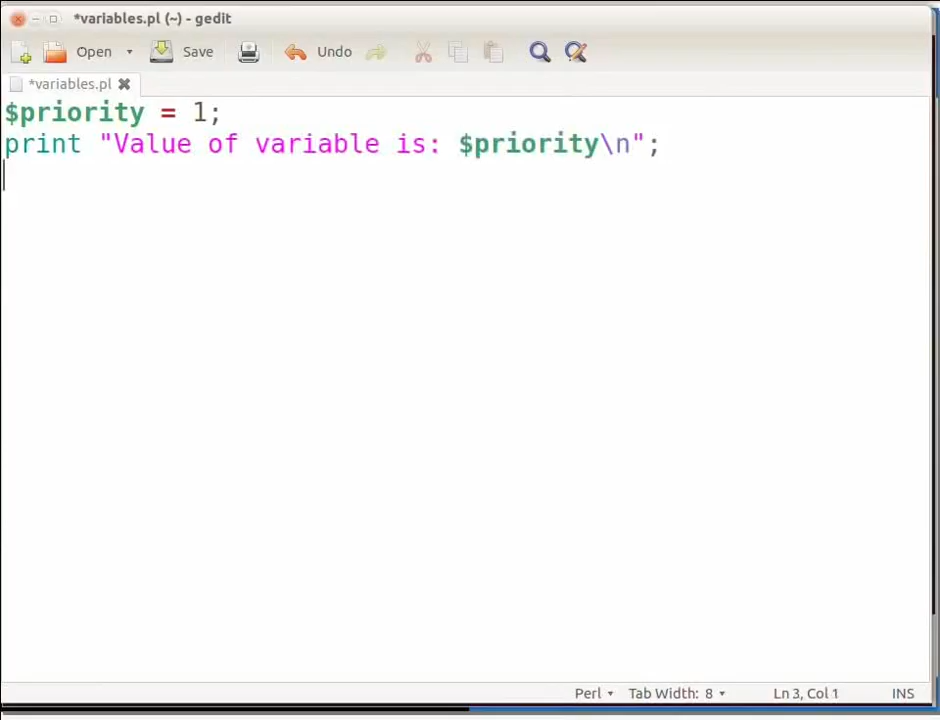 *variables.pl (~) - gedit
Open Save Undo
*variables.pl
$priority = 1;
print "Value of variable is: $priority\n";
Perl Tab Width: 8 Ln 3, Col 1 INS